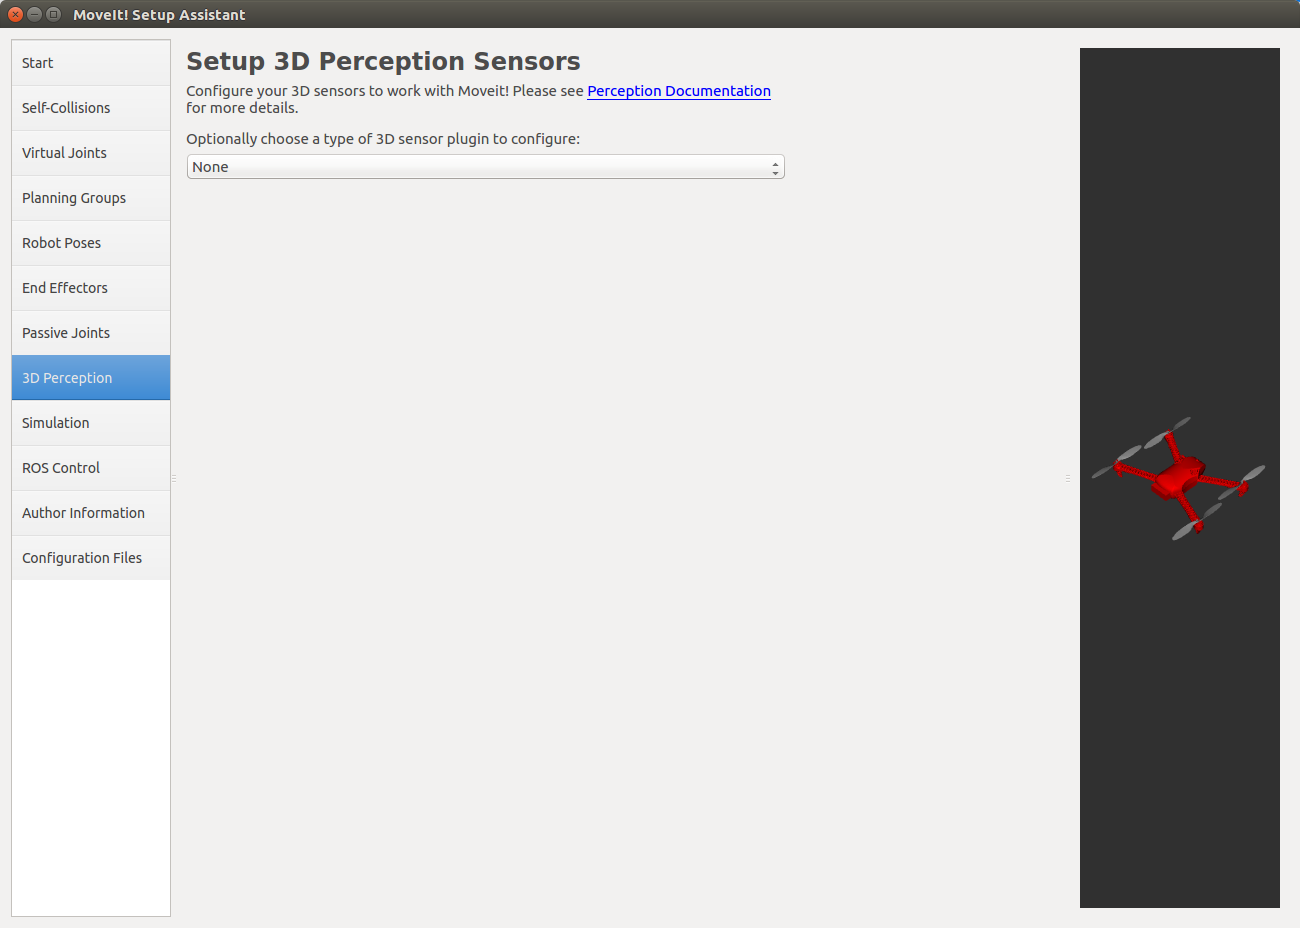 MoveIt! Setup Assistant
Start
Self-Collisions
Virtual Joints
Planning Groups
Robot Poses
End Effectors
Passive Joints
3D Perception
Simulation
ROS Control
Author Information
Configuration Files
Setup 3D Perception Sensors
Configure your 3D sensors to work with Moveit! Please see Perception Documentation
for more details.
Optionally choose a type of 3D sensor plugin to configure:
None